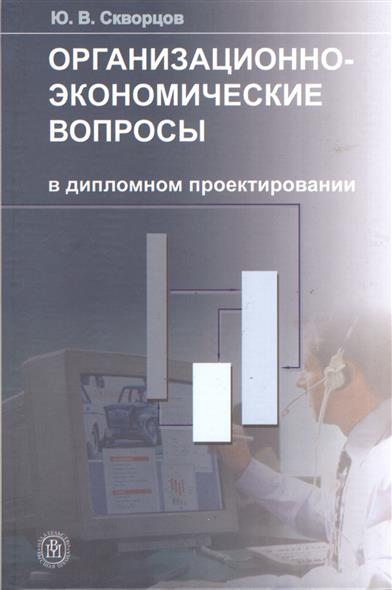 Ю. В. Скворцов
ОРГАНИЗАЦИОННО-
ЭКОНОМИЧЕСКИЕ
ВОПРОСЫ
в дипломном проектировании